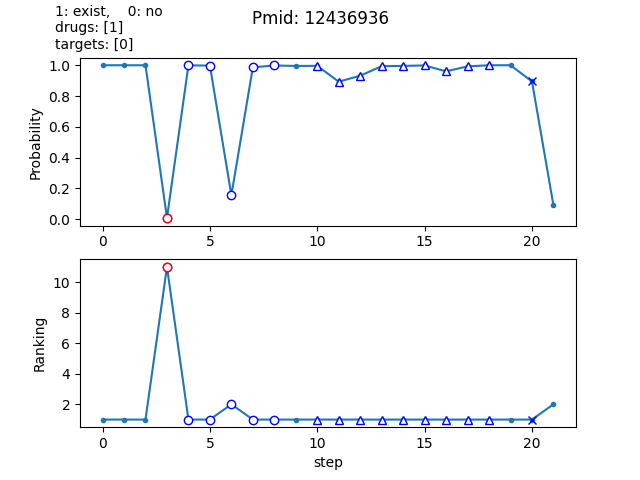 1: exist,    0: no
drugs: [1]
targets: [0]
Pmid: 12436936
1.0
0.8
0.6
0.4
0.2
0.0
Probability
0 5 10 15 20
10
8
6
4
2
Ranking
0 5 10 15 20
step